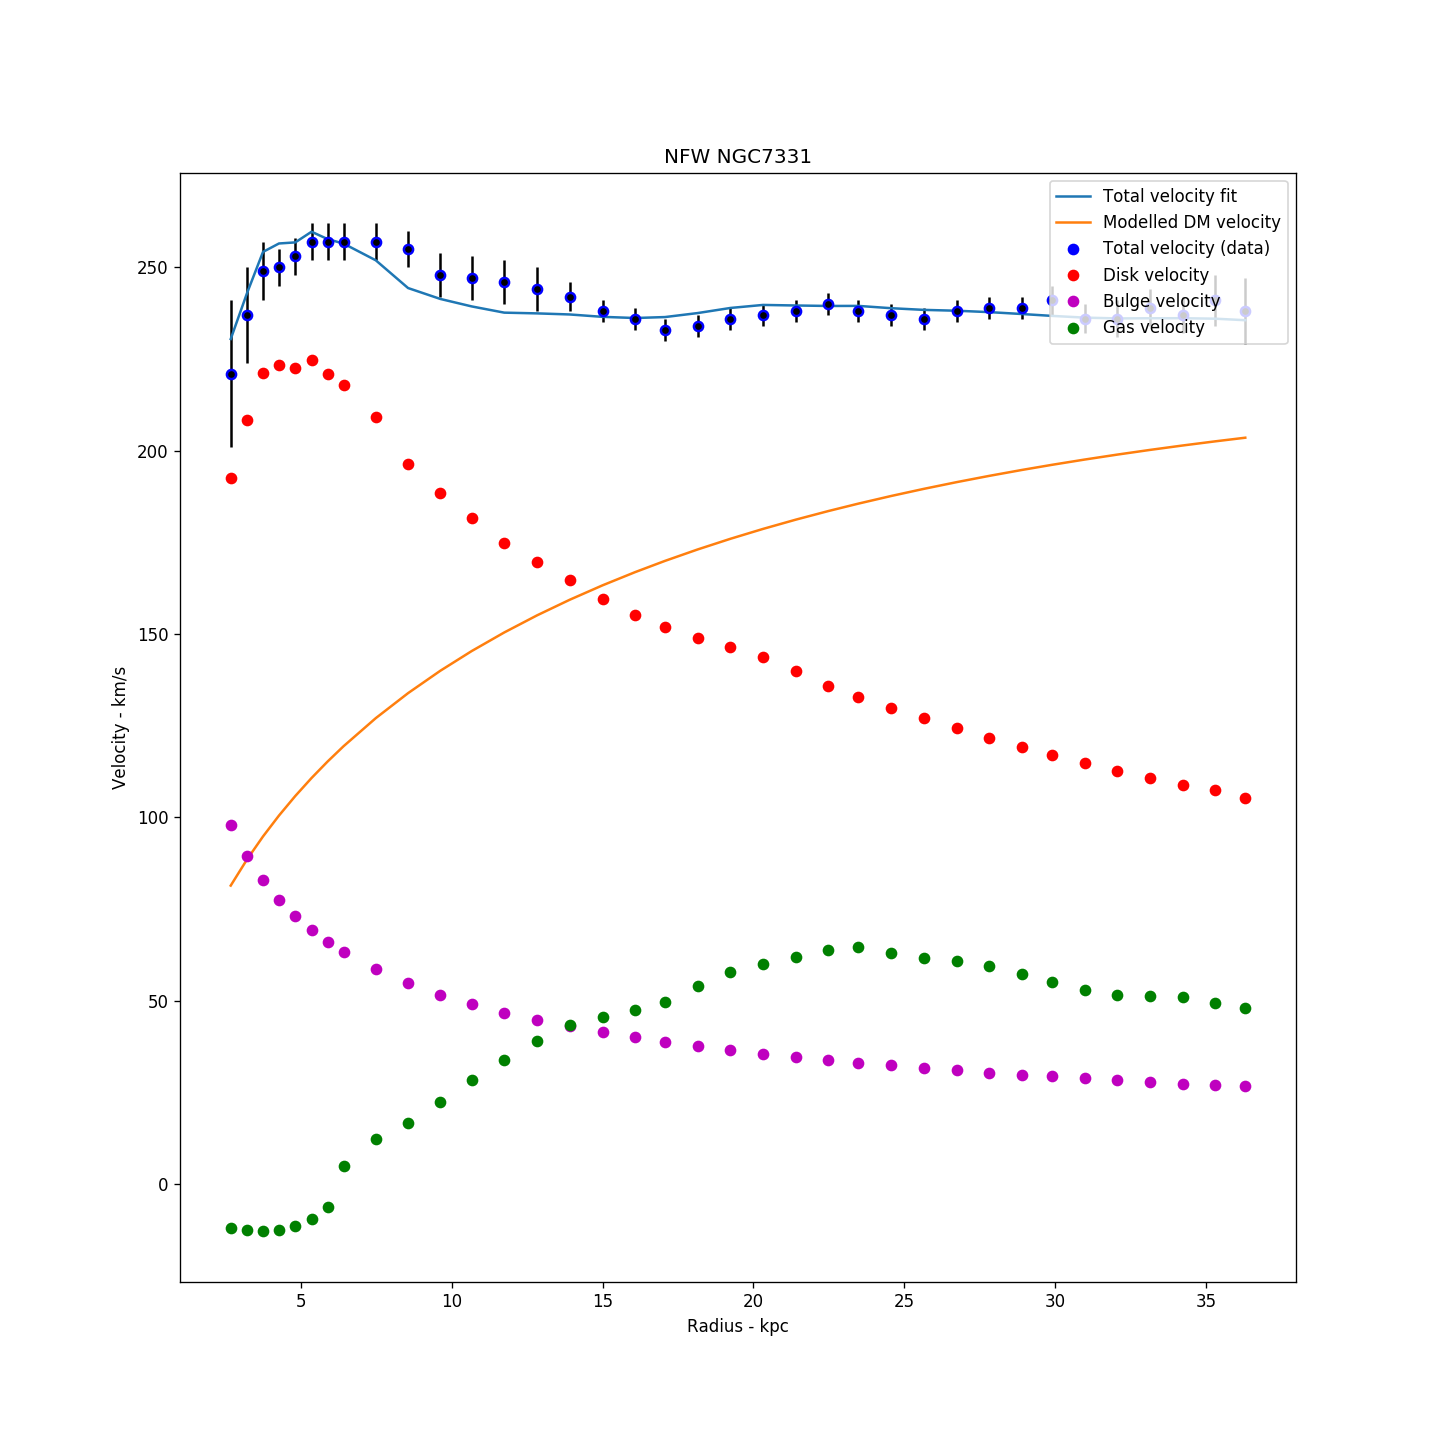 NFW NGC7331
Total velocity fit
Modelled DM velocity
Total velocity (data)
Disk velocity
Bulge velocity
Gas velocity
250
200
150
100
50
0
Velocity - km/s
5 10 15 20 25 30 35
Radius - kpc